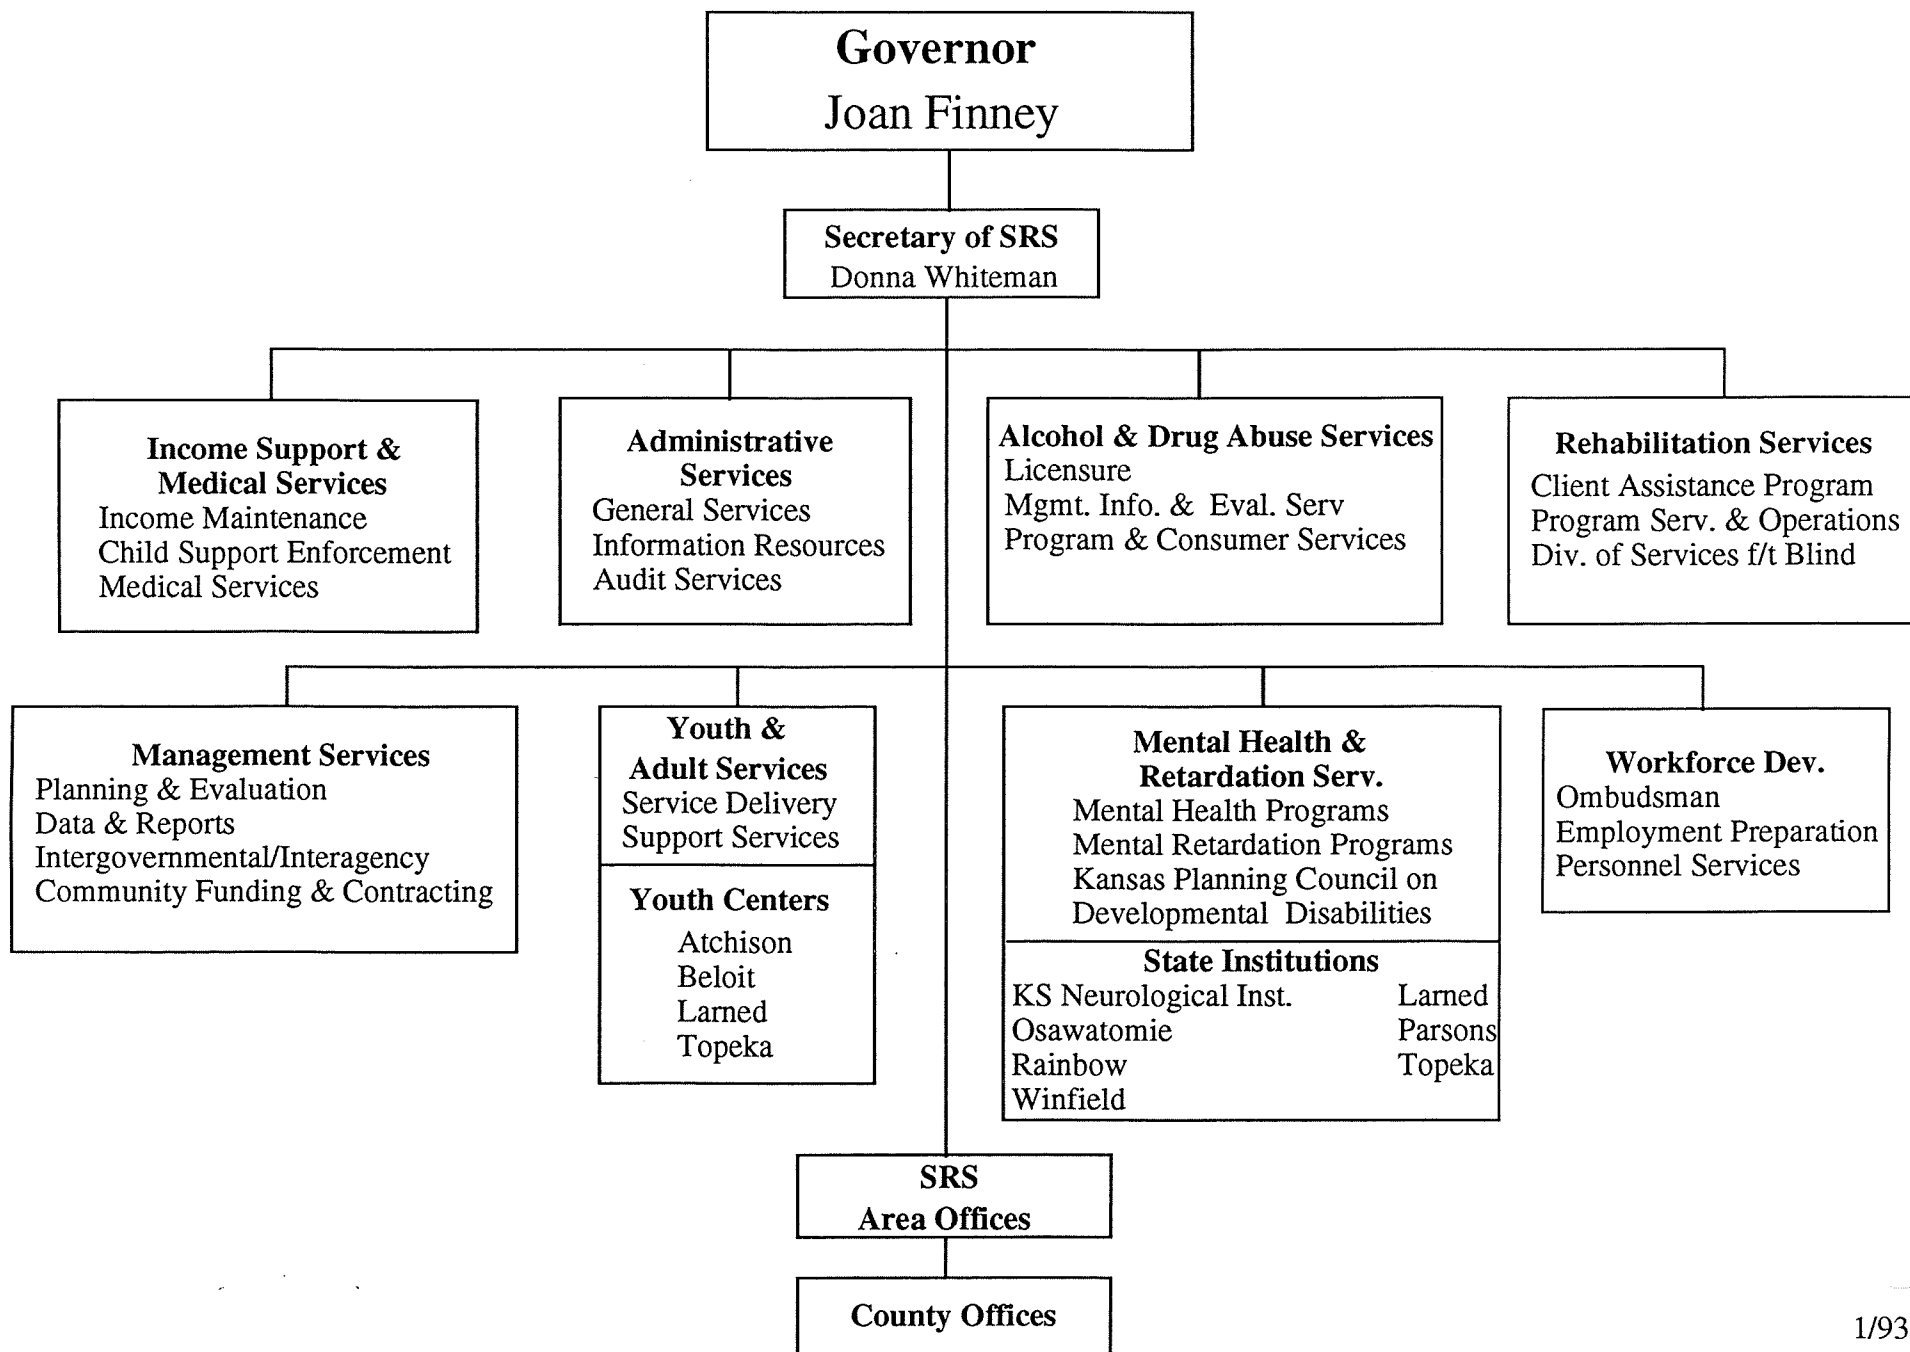 Governor
Joan Finney
Secretary of SRS
Donna Whiteman
Income Support &
Medical Services
Income Maintenance
Child Support Enforcement
Medical Services
Administrative
Services
General Services
Information Resources
Audit Services
Alcohol & Drug Abuse Services
Licensure
Mgmt. Info. & Eval. Serv
Program & Consumer Services
Rehabilitation Services
Client Assistance Program
Program Serv. & Operations
Div. of Services f/t Blind
Management Services
Planning & Evaluation
Data & Reports
Intergovernmental/Interagency
Community Funding & Contracting
Youth &
Adult Services
Service Delivery
Support Services
Youth Centers
Atchison
Beloit
Larned
Topeka
Mental Health &
Retardation Serv.
Mental Health Programs
Mental Retardation Programs
Kansas Planning Council on
Developmental Disabilities
State Institutions
KS Neurological Inst. Larned
Osawatomie Parsons
Rainbow Topeka
Winfield
Workforce Dev.
Ombudsman
Employment Preparation
Personnel Services
SRS
Area Offices
County Offices
1/93